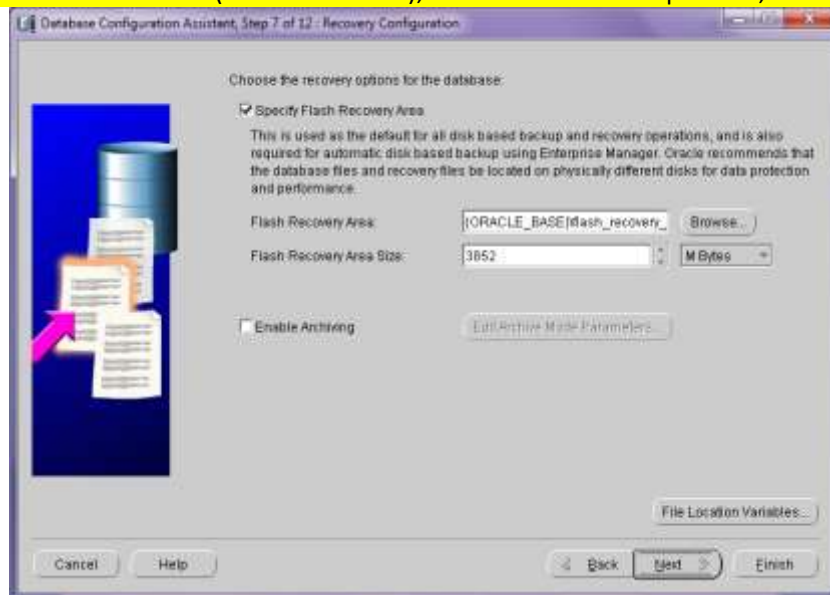 Database Configuration Assistant, Step 7 of 12 : Recovery Configuration
Choose the recovery options for the database:
Specify Flash Recovery Area
This is used as the default for all disk based backup and recovery operations, and is also
required for automatic disk based backup using Enterprise Manager. Oracle recommends that
the database files and recovery files be located on physically different disks for data protection
and performance.
Flash Recovery Area: {ORACLE_BASE}\flash_recovery_ Browse...
Flash Recovery Area Size: 3852 M Bytes
Enable Archiving Edit Archive Mode Parameters...
File Location Variables...
Cancel Help Back Next Finish